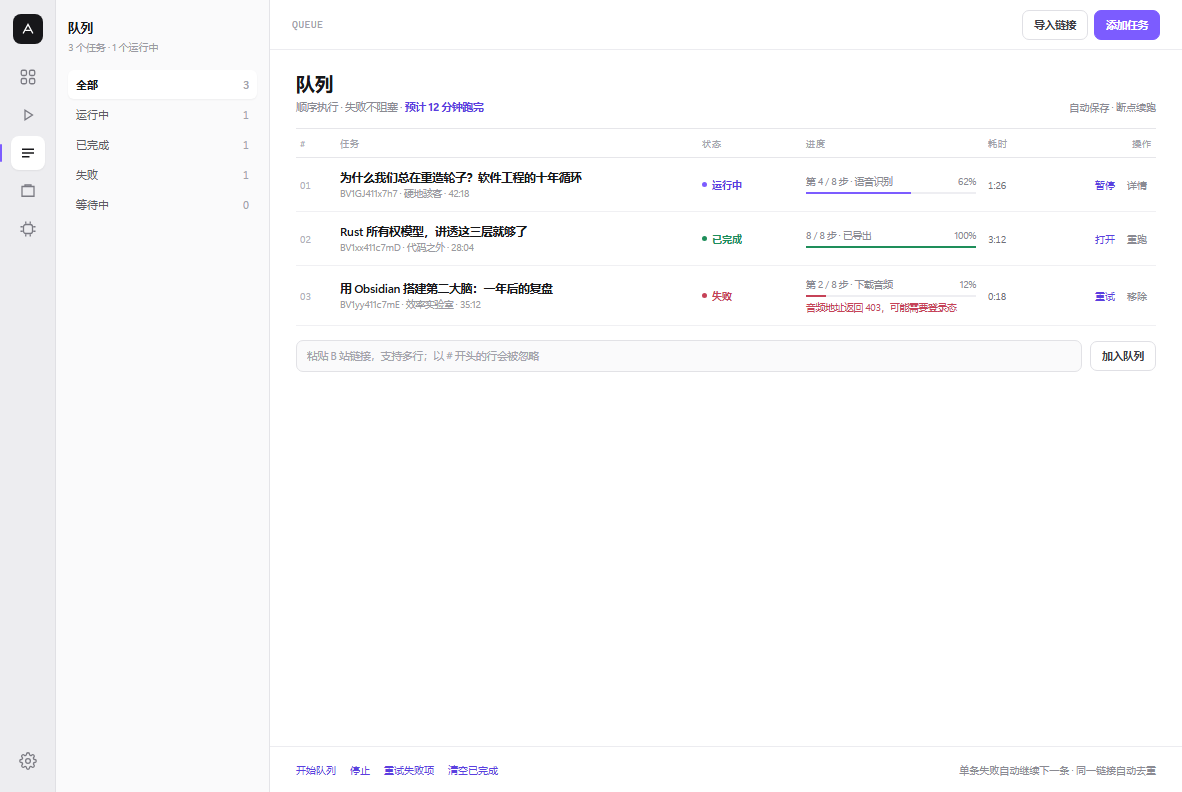 A
队列
3 个任务 · 1 个运行中
全部 3
运行中 1
已完成 1
失败 1
等待中 0
QUEUE
导入链接
添加任务
队列
顺序执行 · 失败不阻塞 · 预计 12 分钟跑完
自动保存 · 断点续跑
# 任务 状态 进度 耗时 操作
01 为什么我们总在重造轮子？软件工程的十年循环
BV1GJ411x7h7 · 硬地骇客 · 42:18
运行中
第 4 / 8 步 · 语音识别 62%
1:26
暂停 详情
02 Rust 所有权模型，讲透这三层就够了
BV1xx411c7mD · 代码之外 · 28:04
已完成
8 / 8 步 · 已导出 100%
3:12
打开 重跑
03 用 Obsidian 搭建第二大脑：一年后的复盘
BV1yy411c7mE · 效率实验室 · 35:12
失败
第 2 / 8 步 · 下载音频 12%
音频地址返回 403，可能需要登录态
0:18
重试 移除
粘贴 B 站链接，支持多行；以 # 开头的行会被忽略
加入队列
开始队列 停止 重试失败项 清空已完成
单条失败自动继续下一条 · 同一链接自动去重